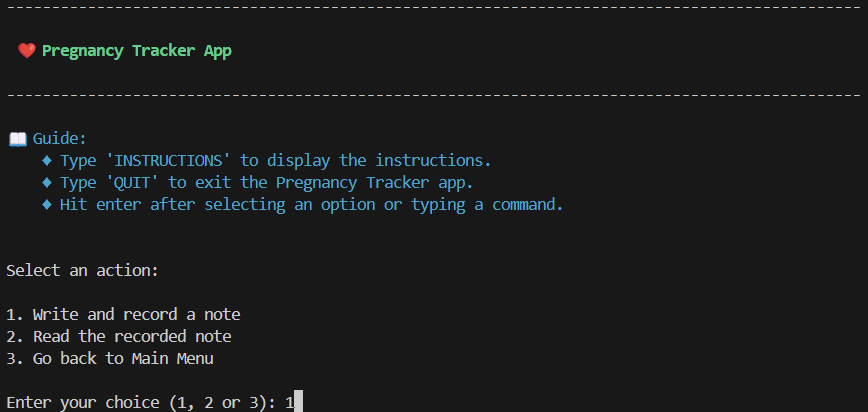 Pregnancy Tracker App
Guide:
♦ Type 'INSTRUCTIONS' to display the instructions.
♦ Type 'QUIT' to exit the Pregnancy Tracker app.
♦ Hit enter after selecting an option or typing a command.
Select an action:
1. Write and record a note
2. Read the recorded note
3. Go back to Main Menu
Enter your choice (1, 2 or 3): 1